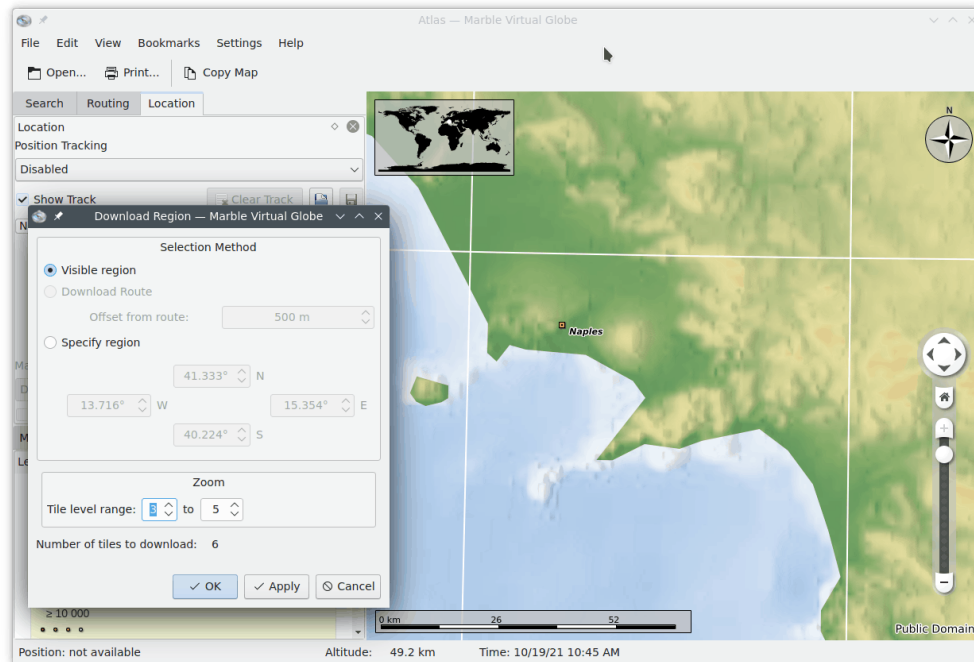 Atlas — Marble Virtual Globe
File Edit View Bookmarks Settings Help
Open... Print... Copy Map
Search Routing Location
Location
Position Tracking
Disabled
Show Track Clear Track
Download Region — Marble Virtual Globe
Selection Method
Visible region
Download Route
Offset from route: 500 m
Specify region
41.333° N
13.716° W 15.354° E
40.224° S
Zoom
Tile level range: 3 to 5
Number of tiles to download: 6
OK Apply Cancel
≥ 10 000
N
Naples
0 km 26 52
Public Domain
Position: not available Altitude: 49.2 km Time: 10/19/21 10:45 AM